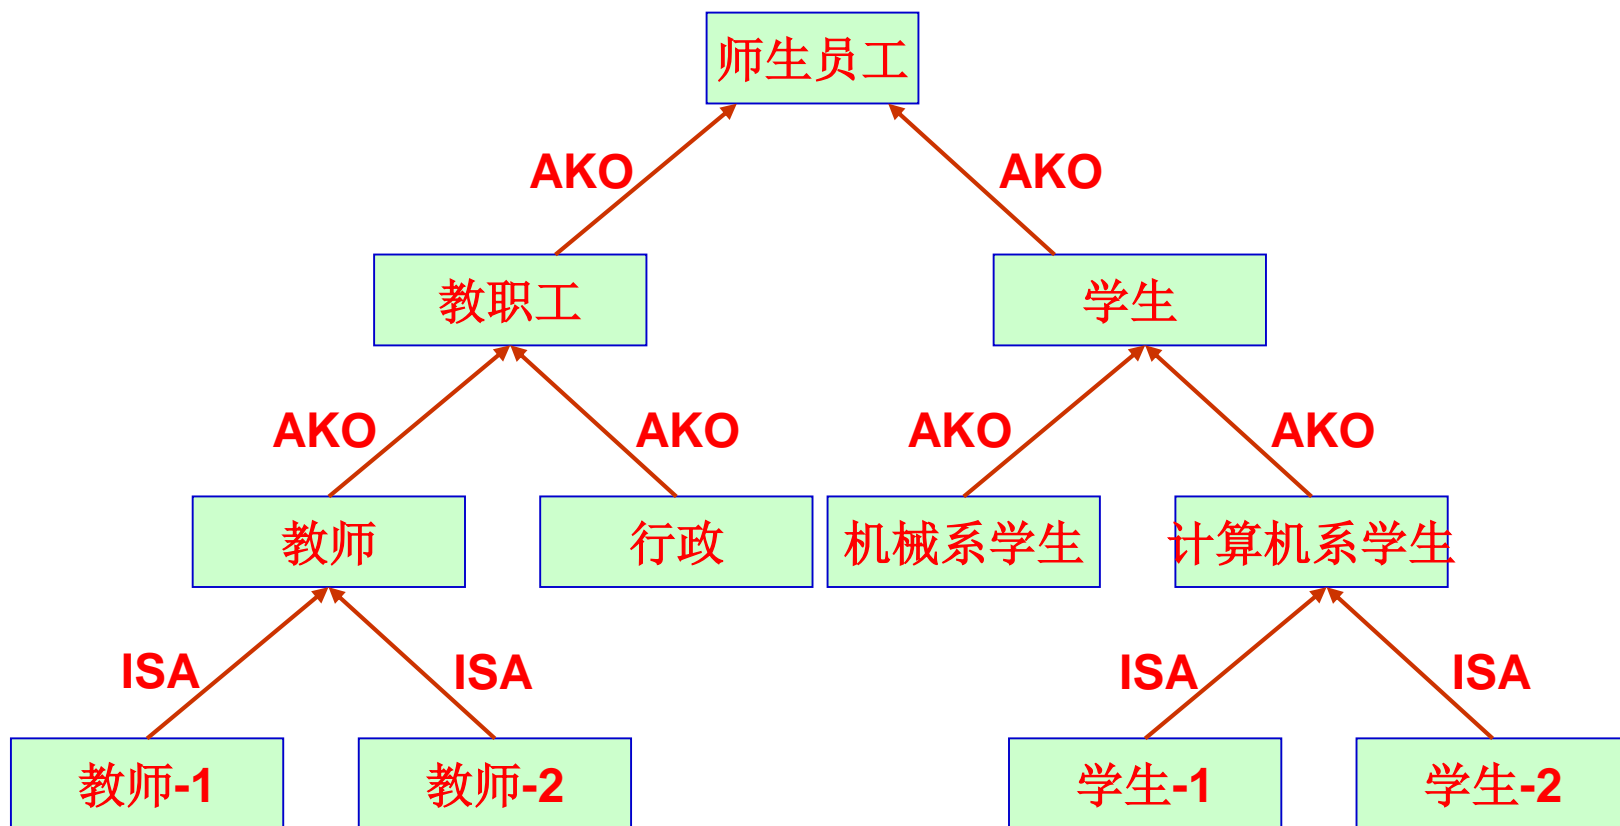 师生员工
AKO
AKO
教职工
学生
AKO
AKO
AKO
AKO
教师
行政
机械系学生
计算机系学生
ISA
ISA
ISA
ISA
教师-1
教师-2
学生-1
学生-2